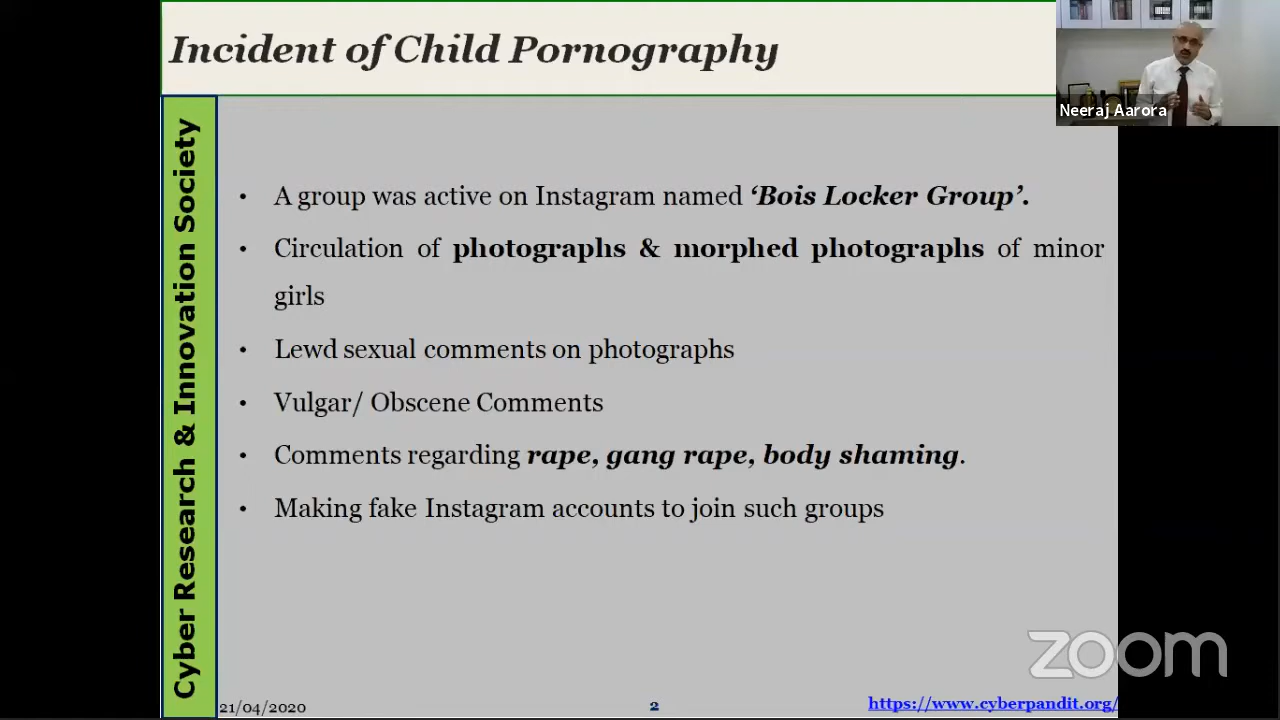 Incident of Child Pornography
Neeraj Aarora
Cyber Research & Innovation Society
• A group was active on Instagram named ‘Bois Locker Group’.
• Circulation of photographs & morphed photographs of minor
girls
• Lewd sexual comments on photographs
• Vulgar/ Obscene Comments
• Comments regarding rape, gang rape, body shaming.
• Making fake Instagram accounts to join such groups
zoom
21/04/2020
2
https://www.cyberpandit.org/